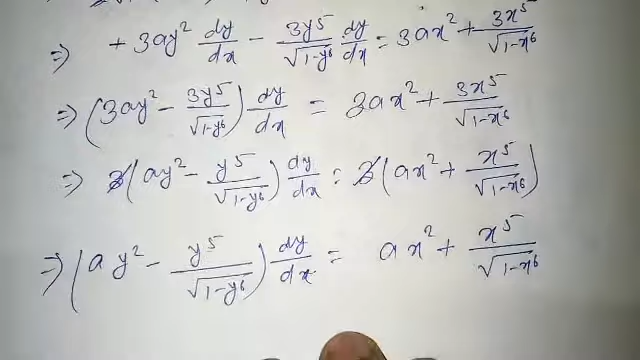 ⇒ + 3ay² dy/dx − 3y⁵/√(1−y⁶) dy/dx = 3ax² + 3x⁵/√(1−x⁶)
⇒ (3ay² − 3y⁵/√(1−y⁶)) dy/dx = 3ax² + 3x⁵/√(1−x⁶)
⇒ 3(ay² − y⁵/√(1−y⁶)) dy/dx = 3(ax² + x⁵/√(1−x⁶))
⇒ (ay² − y⁵/√(1−y⁶)) dy/dx = ax² + x⁵/√(1−x⁶)